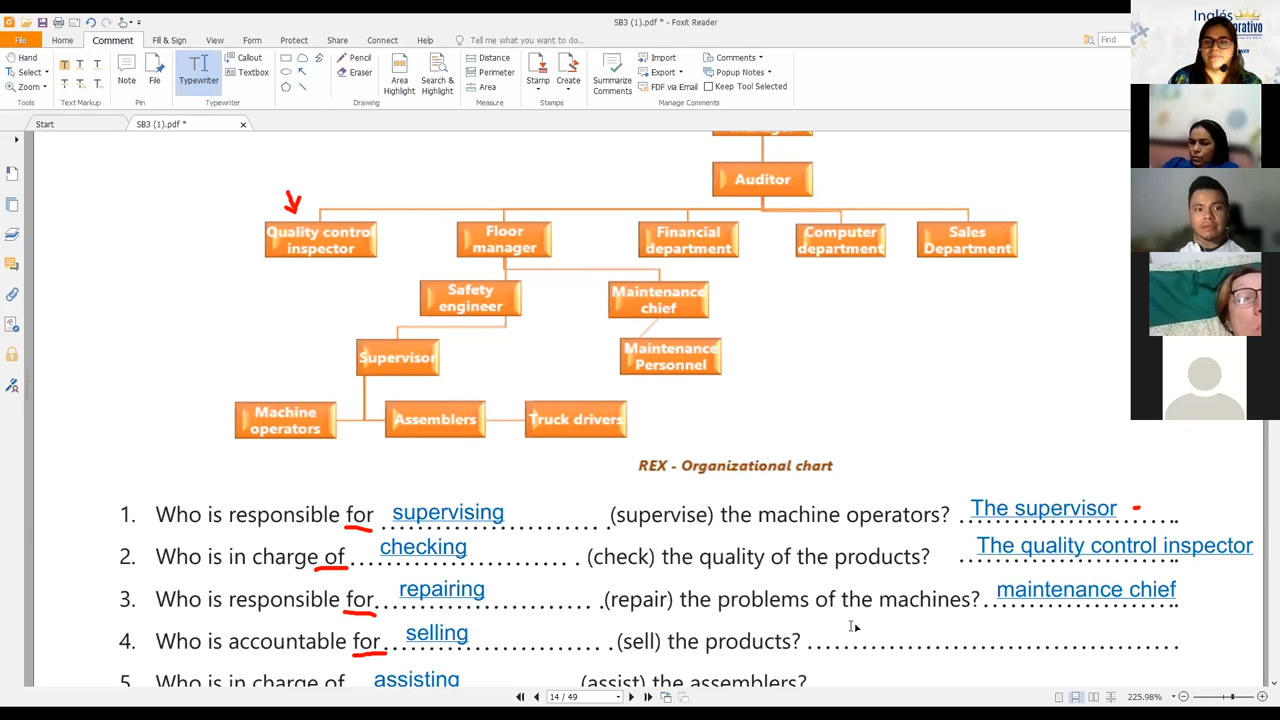 SB3 (1).pdf * - Foxit Reader
Inglés
File Home Comment Fill & Sign View Form Protect Share Connect Help Tell me what you want to do... Find
Hand
Select
Zoom
Tools
Text Markup
Note
File
Pin
Typewriter
Callout
Textbox
Typewriter
Pencil
Eraser
Drawing
Area Highlight
Search & Highlight
Distance
Perimeter
Area
Measure
Stamp
Create
Stamps
Summarize Comments
Import
Export
FDF via Email
Comments
Popup Notes
Keep Tool Selected
Manage Comments
Start
SB3 (1).pdf *
Auditor
Quality control inspector
Floor manager
Financial department
Computer department
Sales Department
Safety engineer
Maintenance chief
Supervisor
Maintenance Personnel
Machine operators
Assemblers
Truck drivers
REX - Organizational chart
1. Who is responsible for supervising (supervise) the machine operators? The supervisor
2. Who is in charge of checking (check) the quality of the products? The quality control inspector
3. Who is responsible for repairing (repair) the problems of the machines? maintenance chief
4. Who is accountable for selling (sell) the products?
5. Who is in charge of assisting (assist) the assemblers?
14 / 49
225.98%